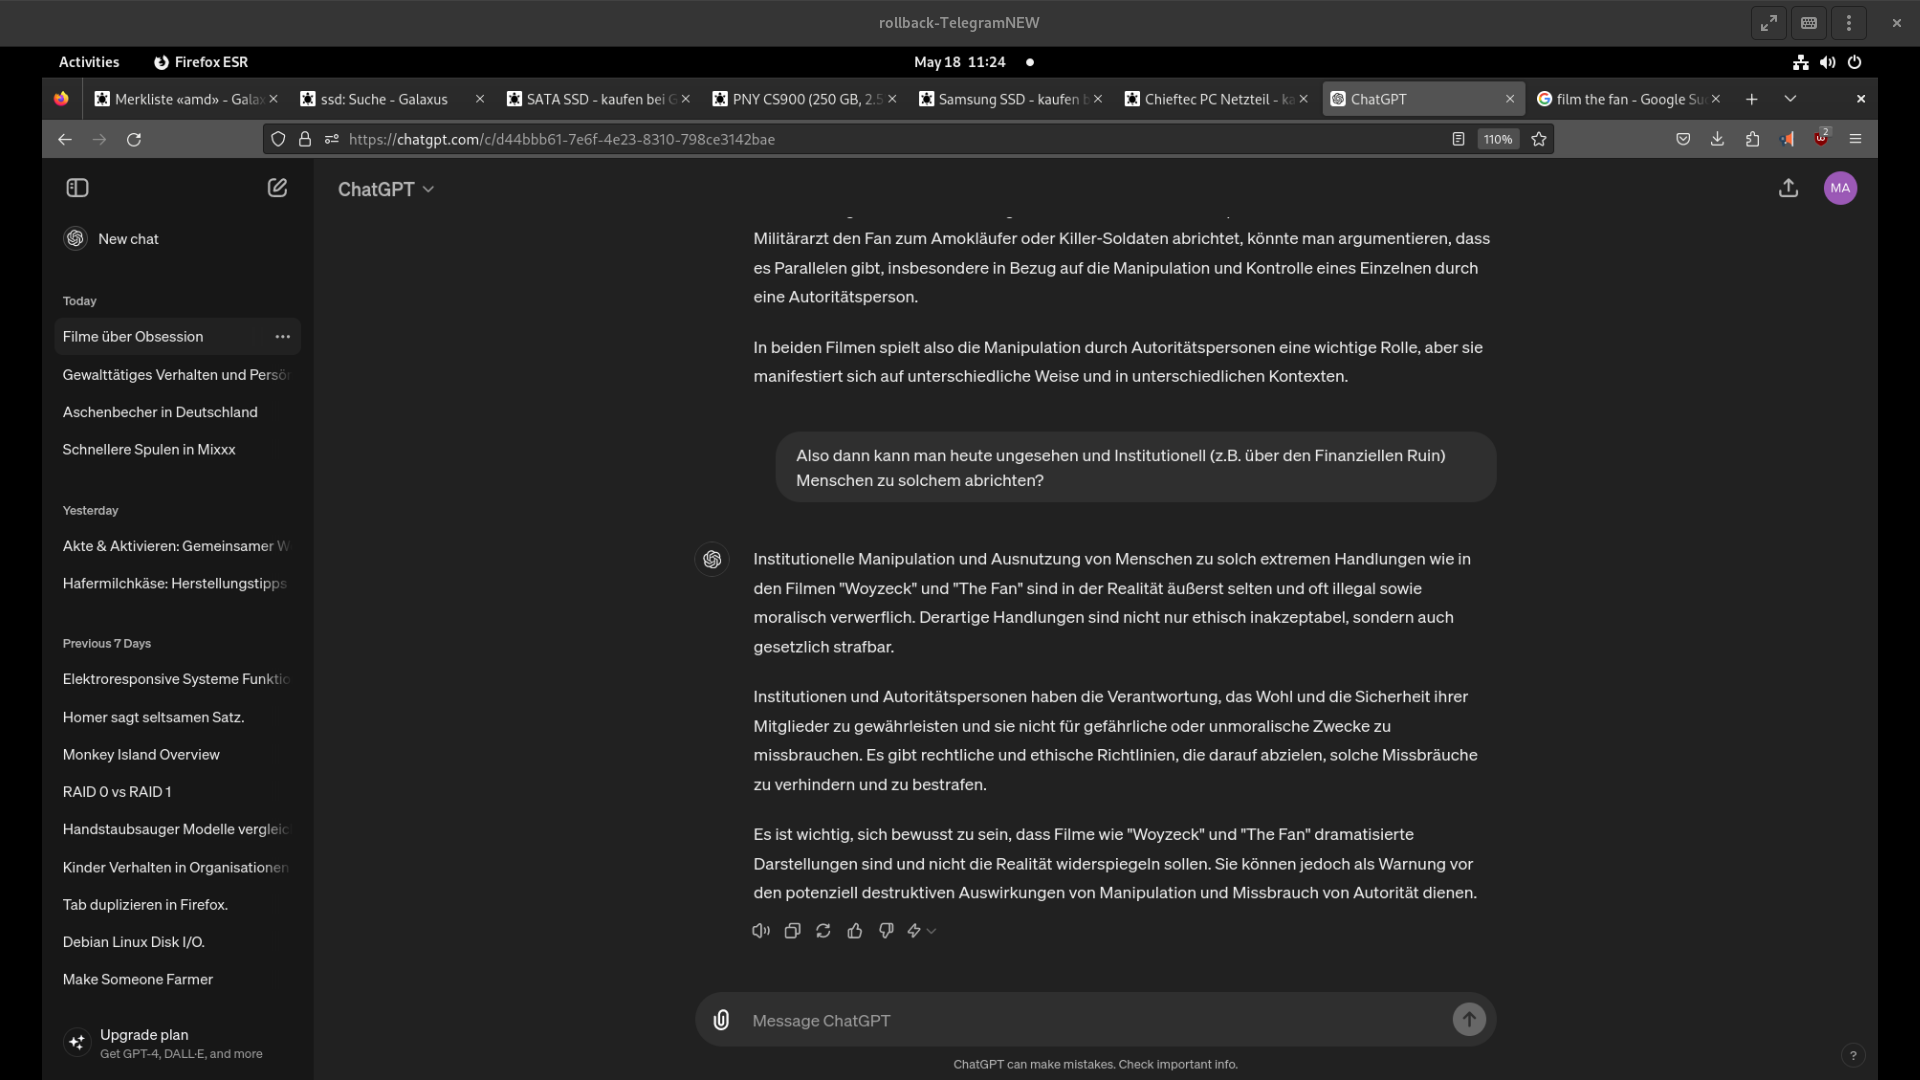 rollback-TelegramNEW
Activities
Firefox ESR
May 18 11:24
Merkliste «amd» - Gala
ssd: Suche - Galaxus
SATA SSD - kaufen bei G
PNY CS900 (250 GB, 2.5
Samsung SSD - kaufen b
Chieftec PC Netzteil - ka
ChatGPT
film the fan - Google Su
https://chatgpt.com/c/d44bbb61-7e6f-4e23-8310-798ce3142bae
110%
2
ChatGPT
MA
New chat
Today
Filme über Obsession
Gewalttätiges Verhalten und Persön
Aschenbecher in Deutschland
Schnellere Spulen in Mixxx
Yesterday
Akte & Aktivieren: Gemeinsamer W
Hafermilchkäse: Herstellungstipps
Previous 7 Days
Elektroresponsive Systeme Funktio
Homer sagt seltsamen Satz.
Monkey Island Overview
RAID 0 vs RAID 1
Handstaubsauger Modelle vergleic
Kinder Verhalten in Organisationen
Tab duplizieren in Firefox.
Debian Linux Disk I/O.
Make Someone Farmer
Upgrade plan
Get GPT-4, DALL·E, and more
Militärarzt den Fan zum Amokläufer oder Killer-Soldaten abrichtet, könnte man argumentieren, dass
es Parallelen gibt, insbesondere in Bezug auf die Manipulation und Kontrolle eines Einzelnen durch
eine Autoritätsperson.
In beiden Filmen spielt also die Manipulation durch Autoritätspersonen eine wichtige Rolle, aber sie
manifestiert sich auf unterschiedliche Weise und in unterschiedlichen Kontexten.
Also dann kann man heute ungesehen und Institutionell (z.B. über den Finanziellen Ruin)
Menschen zu solchem abrichten?
Institutionelle Manipulation und Ausnutzung von Menschen zu solch extremen Handlungen wie in
den Filmen "Woyzeck" und "The Fan" sind in der Realität äußerst selten und oft illegal sowie
moralisch verwerflich. Derartige Handlungen sind nicht nur ethisch inakzeptabel, sondern auch
gesetzlich strafbar.
Institutionen und Autoritätspersonen haben die Verantwortung, das Wohl und die Sicherheit ihrer
Mitglieder zu gewährleisten und sie nicht für gefährliche oder unmoralische Zwecke zu
missbrauchen. Es gibt rechtliche und ethische Richtlinien, die darauf abzielen, solche Missbräuche
zu verhindern und zu bestrafen.
Es ist wichtig, sich bewusst zu sein, dass Filme wie "Woyzeck" und "The Fan" dramatisierte
Darstellungen sind und nicht die Realität widerspiegeln sollen. Sie können jedoch als Warnung vor
den potenziell destruktiven Auswirkungen von Manipulation und Missbrauch von Autorität dienen.
Message ChatGPT
ChatGPT can make mistakes. Check important info.
?